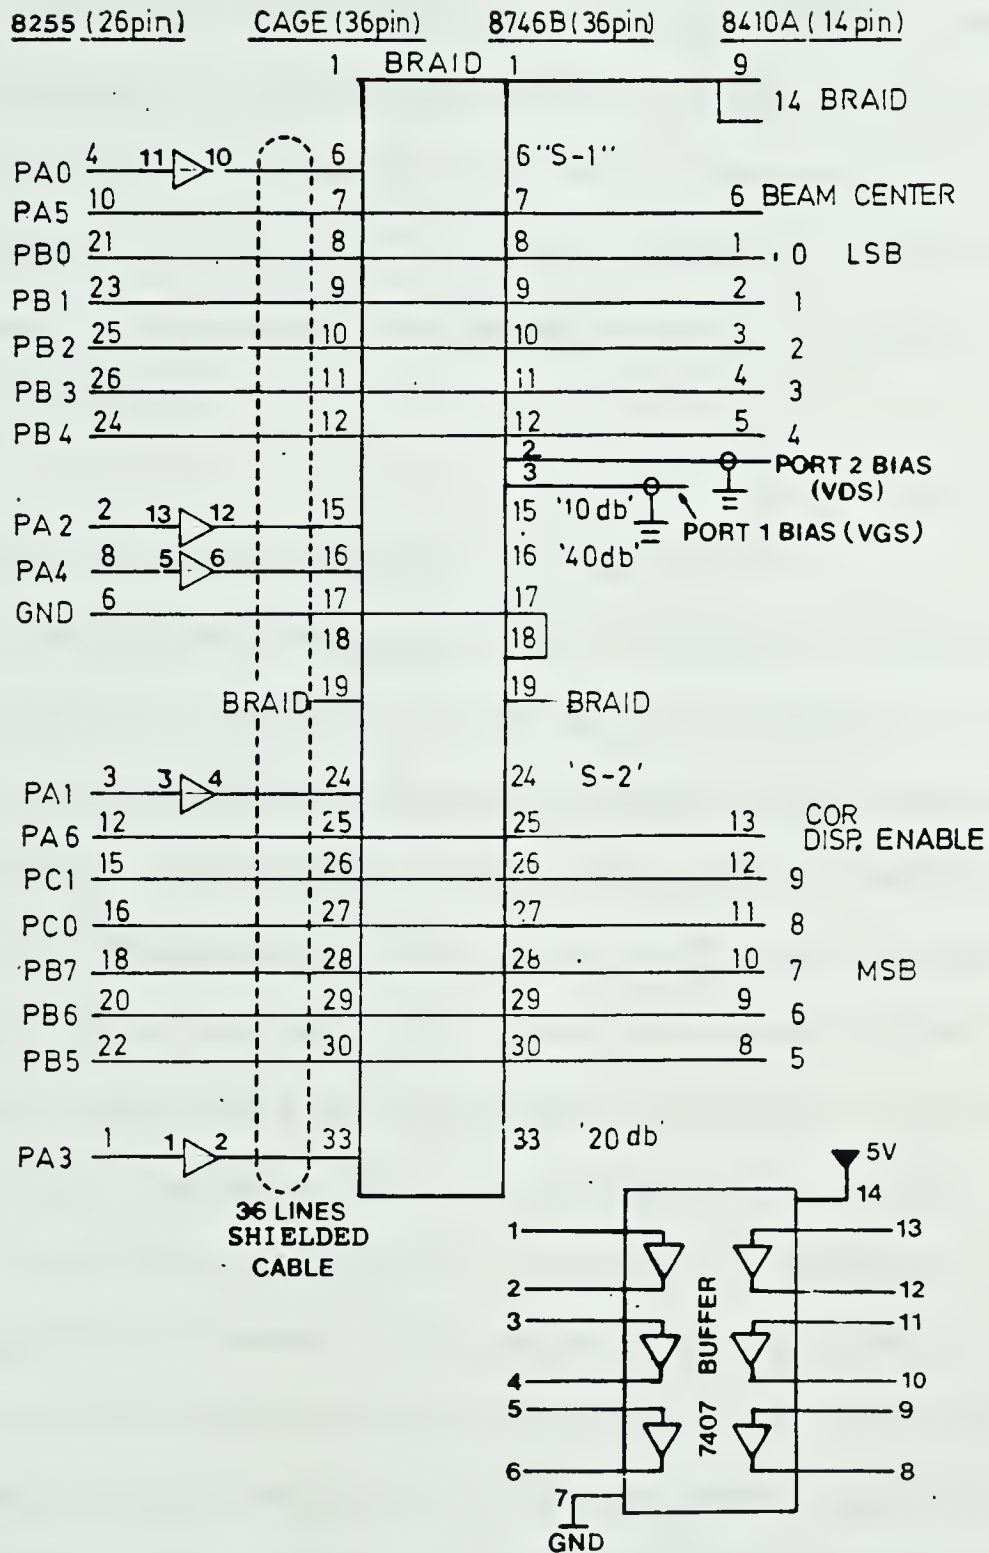 8255 (26pin) CAGE (36pin) 8746B (36pin) 8410A (14 pin)
1 BRAID 1 9
14 BRAID
PA0 4 11 10 6 6 "S-1"
PA5 10 7 7 6 BEAM CENTER
PB0 21 8 8 1 0 LSB
PB1 23 9 9 2 1
PB2 25 10 10 3 2
PB3 26 11 11 4 3
PB4 24 12 12 5 4
2 PORT 2 BIAS
(VDS)
3
PA2 2 13 12 15 15 '10 db' PORT 1 BIAS (VGS)
PA4 8 5 6 16 16 '40db'
GND 6 17 17
18 18
BRAID 19 19 BRAID
PA1 3 3 4 24 24 'S-2'
PA6 12 25 25 13 COR
DISP. ENABLE
PC1 15 26 26 12 9
PC0 16 27 27 11 8
PB7 18 28 28 10 7 MSB
PB6 20 29 29 9 6
PB5 22 30 30 8 5
PA3 1 1 2 33 33 '20 db'
36 LINES
SHIELDED
CABLE
5V
14
1 13
2 12
3 11
4 10
5 9
6 8
7407 BUFFER
7
GND